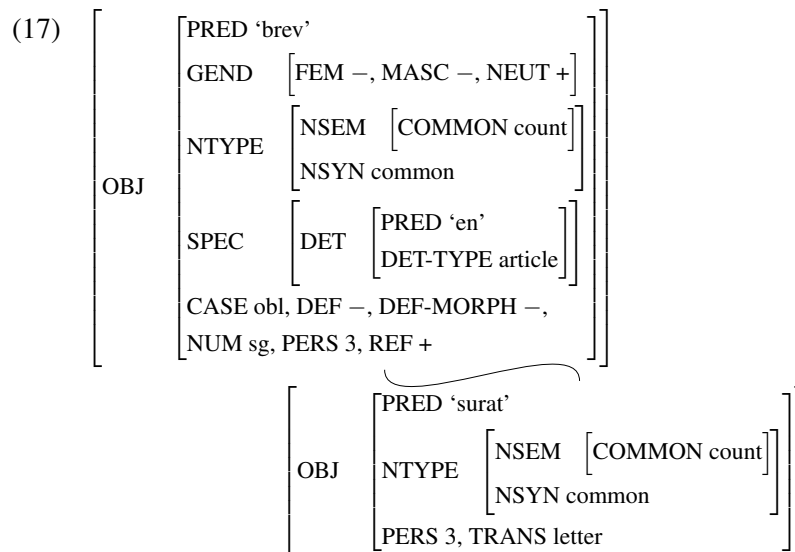 (17)
PRED ‘brev’
GEND [FEM −, MASC −, NEUT +]
NTYPE [NSEM [COMMON count]
NSYN common]
OBJ
SPEC [DET [PRED ‘en’
DET-TYPE article]]
CASE obl, DEF −, DEF-MORPH −,
NUM sg, PERS 3, REF +
PRED ‘surat’
NTYPE [NSEM [COMMON count]
OBJ
NSYN common]
PERS 3, TRANS letter